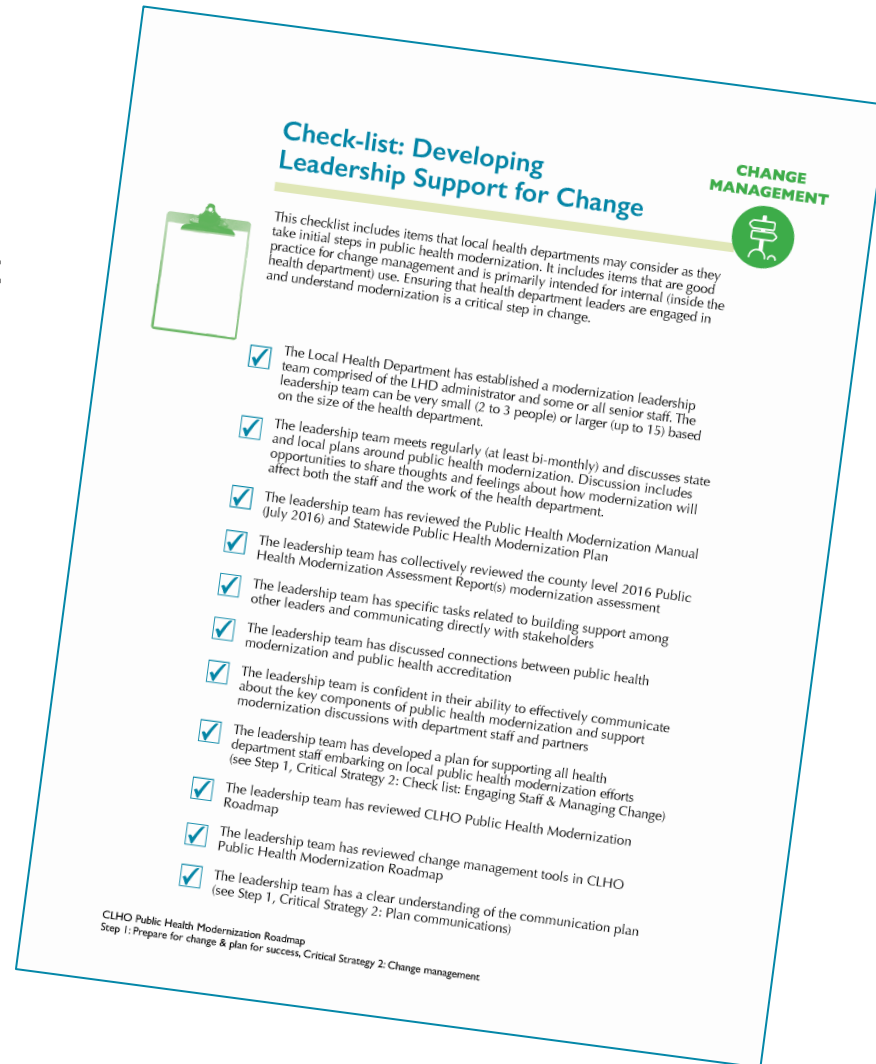 Check-list: Developing
Leadership Support for Change
CHANGE
MANAGEMENT
This checklist includes items that local health departments may consider as they
take initial steps in public health modernization. It includes items that are good
practice for change management and is primarily intended for internal (inside the
health department) use. Ensuring that health department leaders are engaged in
and understand modernization is a critical step in change.
The Local Health Department has established a modernization leadership
team comprised of the LHD administrator and some or all senior staff. The
leadership team can be very small (2 to 3 people) or larger (up to 15) based
on the size of the health department.
The leadership team meets regularly (at least bi-monthly) and discusses state
and local plans around public health modernization. Discussion includes
opportunities to share thoughts and feelings about how modernization will
affect both the staff and the work of the health department.
The leadership team has reviewed the Public Health Modernization Manual
(July 2016) and Statewide Public Health Modernization Plan
The leadership team has collectively reviewed the county level 2016 Public
Health Modernization Assessment Report(s) modernization assessment
The leadership team has specific tasks related to building support among
other leaders and communicating directly with stakeholders
The leadership team has discussed connections between public health
modernization and public health accreditation
The leadership team is confident in their ability to effectively communicate
about the key components of public health modernization and support
modernization discussions with department staff and partners
The leadership team has developed a plan for supporting all health
department staff embarking on local public health modernization efforts
(see Step 1, Critical Strategy 2: Check list: Engaging Staff & Managing Change)
The leadership team has reviewed CLHO Public Health Modernization
Roadmap
The leadership team has reviewed change management tools in CLHO
Public Health Modernization Roadmap
The leadership team has a clear understanding of the communication plan
(see Step 1, Critical Strategy 2: Plan communications)
CLHO Public Health Modernization Roadmap
Step 1: Prepare for change & plan for success, Critical Strategy 2: Change management